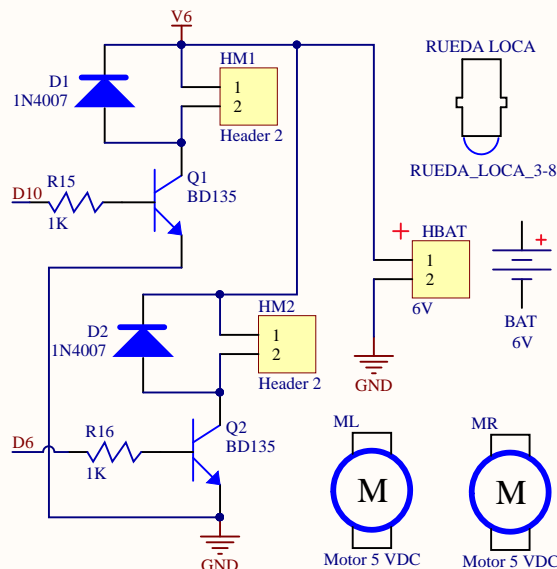 V6
D1
1N4007
HM1
1
2
Header 2
RUEDA LOCA
RUEDA_LOCA_3-8
D10
R15
1K
Q1
BD135
+
HBAT
1
2
6V
+
BAT
6V
GND
D2
1N4007
HM2
1
2
Header 2
D6
R16
1K
Q2
BD135
GND
ML
M
Motor 5 VDC
MR
M
Motor 5 VDC